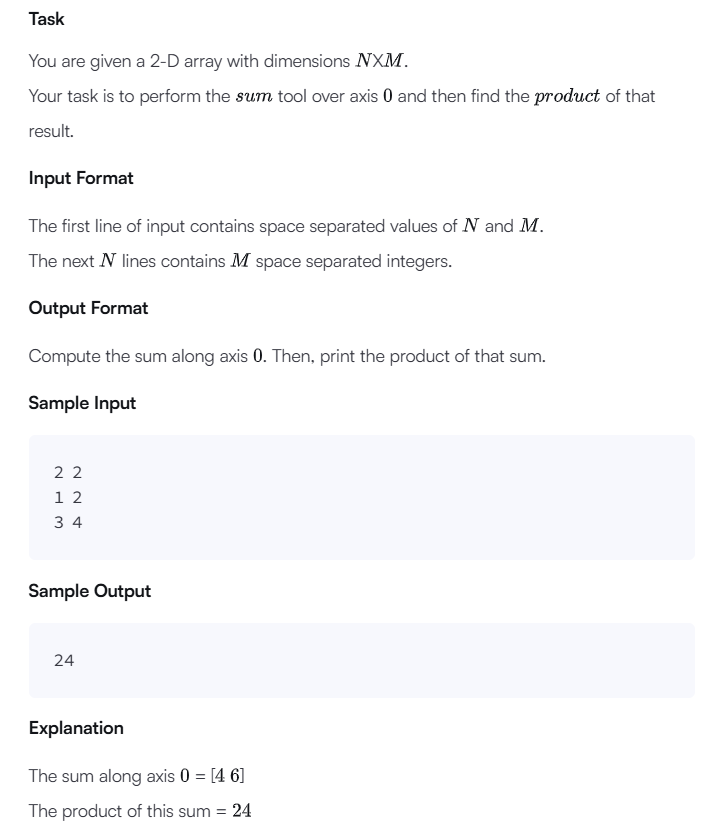 Task
You are given a 2-D array with dimensions NXM.
Your task is to perform the sum tool over axis 0 and then find the product of that
result.
Input Format
The first line of input contains space separated values of N and M.
The next N lines contains M space separated integers.
Output Format
Compute the sum along axis 0. Then, print the product of that sum.
Sample Input
2 2
1 2
3 4
Sample Output
24
Explanation
The sum along axis 0 = [4 6]
The product of this sum = 24